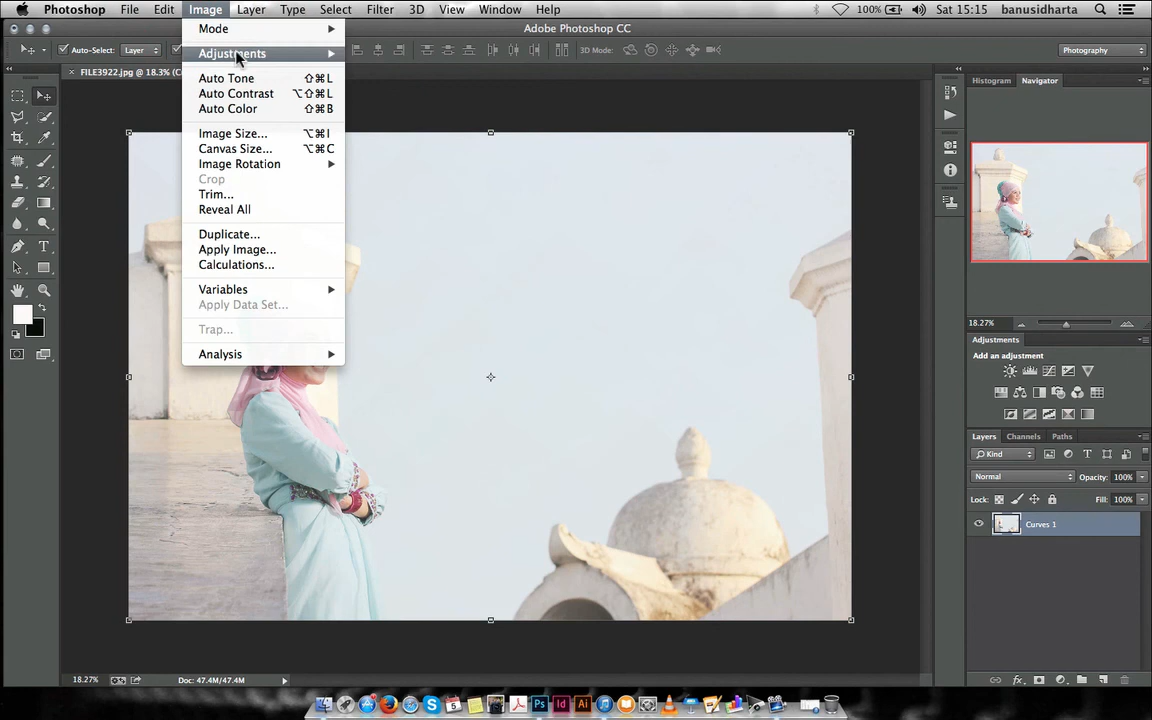 Photoshop File Edit Image Layer Type Select Filter 3D View Window Help 100% Sat 15:15 banusidharta
Adobe Photoshop CC
Auto-Select: Layer 3D Mode: Photography
FILE3922.jpg @ 18.3% (C
Mode
Adjustments
Auto Tone ⇧⌘L
Auto Contrast ⌥⇧⌘L
Auto Color ⇧⌘B
Image Size... ⌥⌘I
Canvas Size... ⌥⌘C
Image Rotation
Crop
Trim...
Reveal All
Duplicate...
Apply Image...
Calculations...
Variables
Apply Data Set...
Trap...
Analysis
Histogram Navigator
18.27%
Adjustments
Add an adjustment
Layers Channels Paths
Kind
Normal Opacity: 100%
Lock: Fill: 100%
Curves 1
18.27% Doc: 47.4M/47.4M